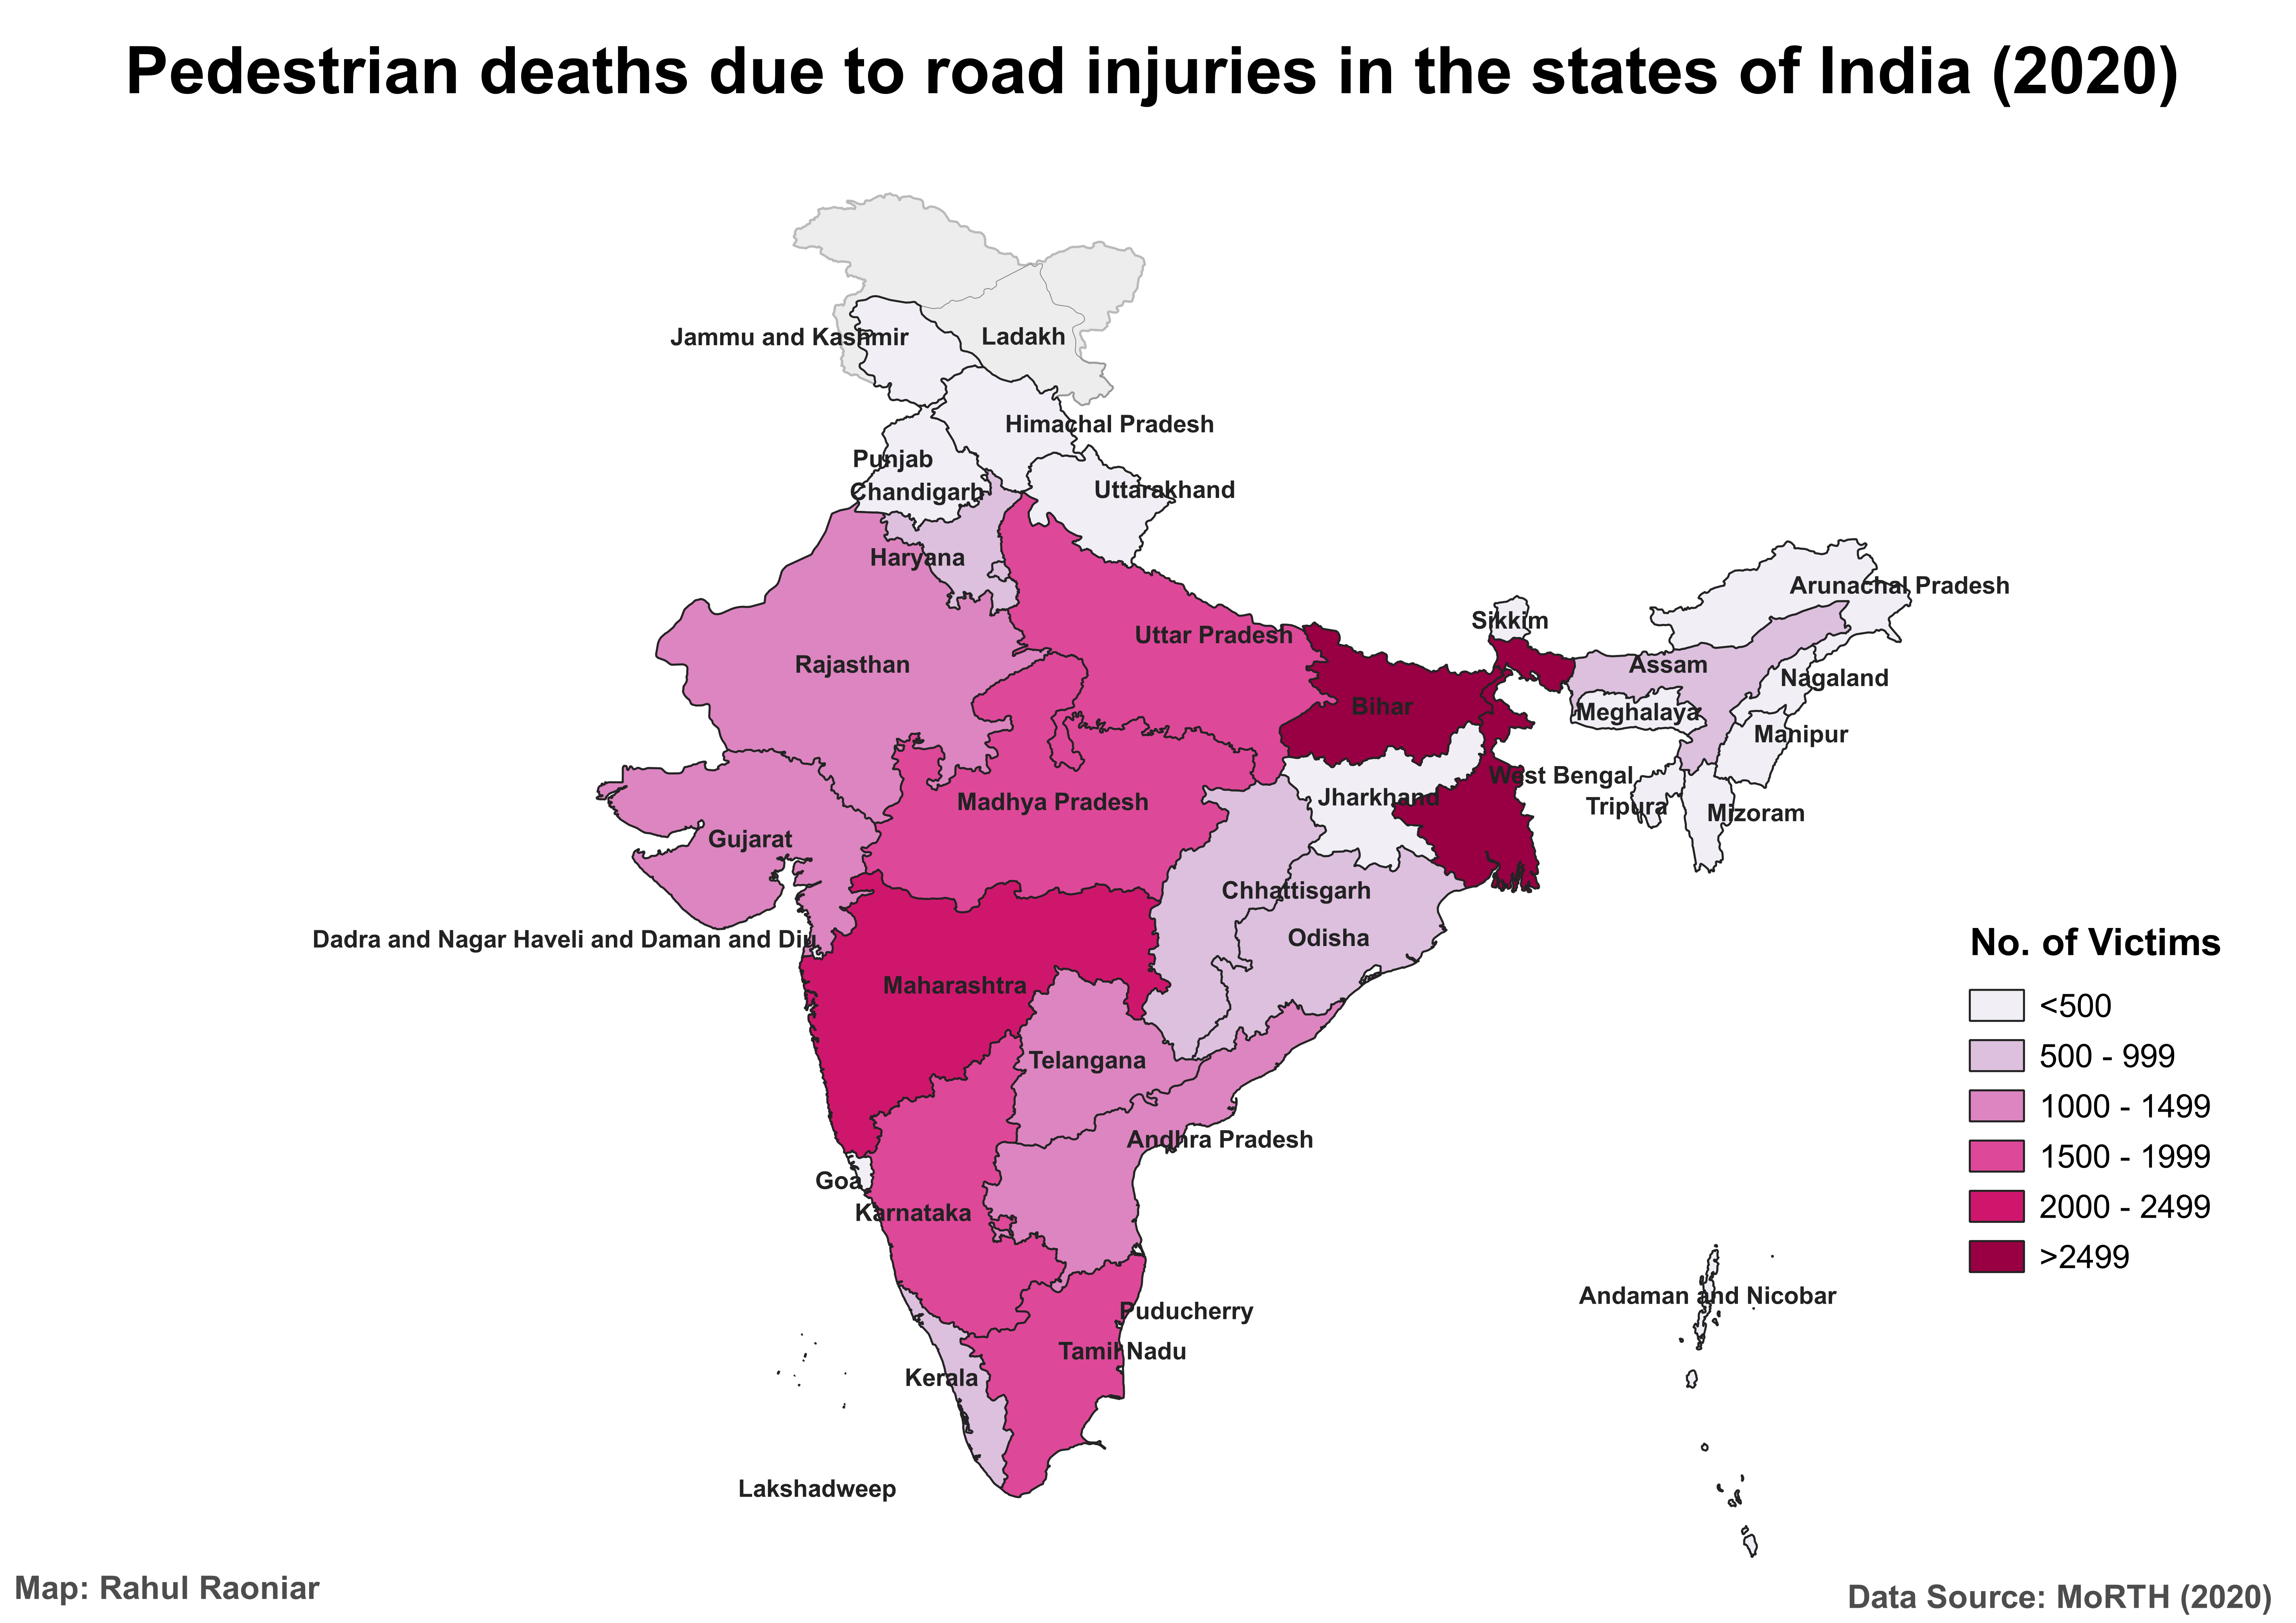 Pedestrian deaths due to road injuries in the states of India (2020)
Jammu and Kashmir
Ladakh
Himachal Pradesh
Punjab
Chandigarh
Uttarakhand
Haryana
Arunachal Pradesh
Sikkim
Uttar Pradesh
Rajasthan
Assam
Nagaland
Bihar
Meghalaya
Manipur
West Bengal
Jharkhand
Madhya Pradesh
Tripura
Mizoram
Gujarat
Chhattisgarh
Odisha
Dadra and Nagar Haveli and Daman and Diu
Maharashtra
Telangana
Andhra Pradesh
Goa
Karnataka
Puducherry
Tamil Nadu
Kerala
Lakshadweep
Andaman and Nicobar
No. of Victims
<500
500 - 999
1000 - 1499
1500 - 1999
2000 - 2499
>2499
Map: Rahul Raoniar
Data Source: MoRTH (2020)